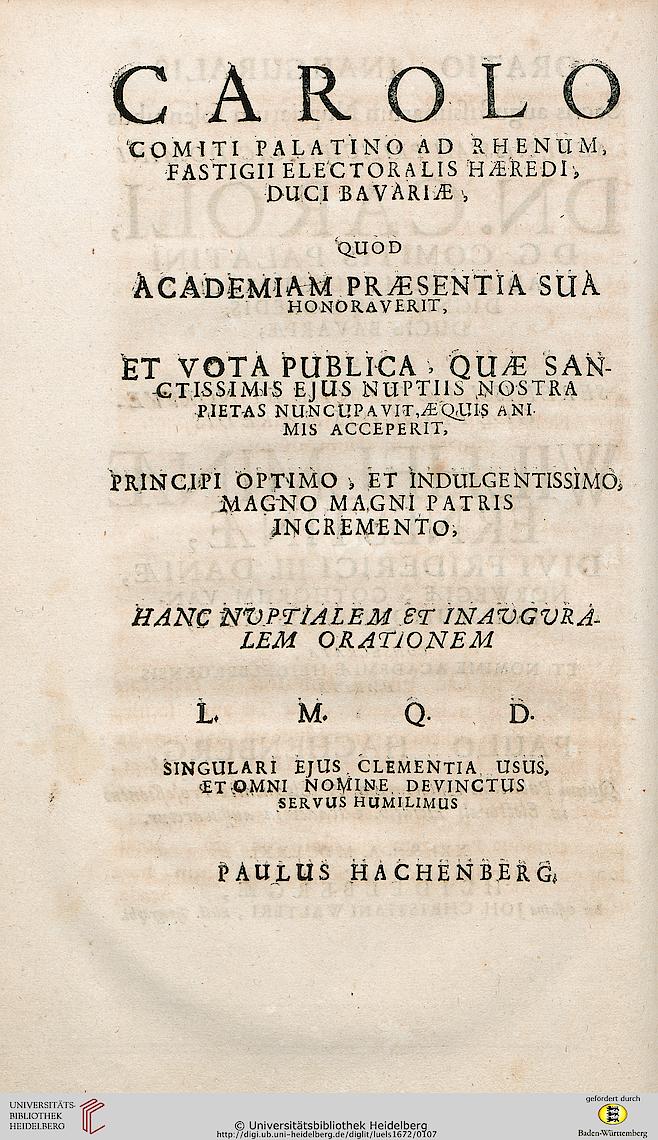 CAROLO
COMITI PALATINO AD RHENUM,
FASTIGII ELECTORALIS HÆREDI,
DUCI BAVARIÆ,
QUOD
ACADEMIAM PRÆSENTIA SUA
HONORAVERIT,
ET VOTA PUBLICA, QUÆ SAN-
CTISSIMIS EJUS NUPTIIS NOSTRA
PIETAS NUNCUPAVIT, ÆQUIS ANI-
MIS ACCEPERIT,
PRINCIPI OPTIMO, ET INDULGENTISSIMO,
MAGNO MAGNI PATRIS
INCREMENTO,
HANC NVPTIALEM ET INAVGVRA-
LEM ORATIONEM
L. M. Q. D.
SINGULARI EJUS CLEMENTIA USUS,
ET OMNI NOMINE DEVINCTUS
SERVUS HUMILIMUS
PAULUS HACHENBERG.
UNIVERSITÄTS-
BIBLIOTHEK
HEIDELBERG
© Universitätsbibliothek Heidelberg
http://digi.ub.uni-heidelberg.de/diglit/luels1672/0107
gefördert durch
Baden-Württemberg